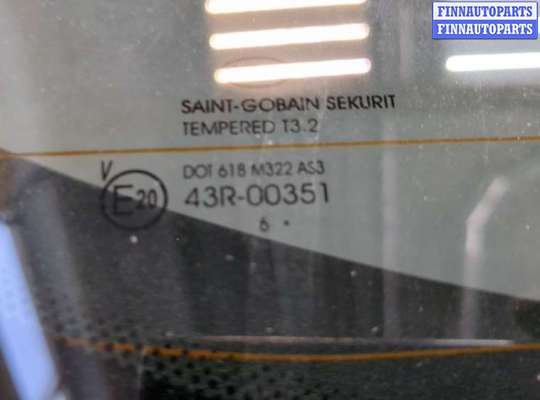 FINNAUTOPARTS
FINNAUTOPARTS
SAINT-GOBAIN SEKURIT
TEMPERED T3.2
V
DOT 618 M322 AS3
E20
43R-00351
6 •